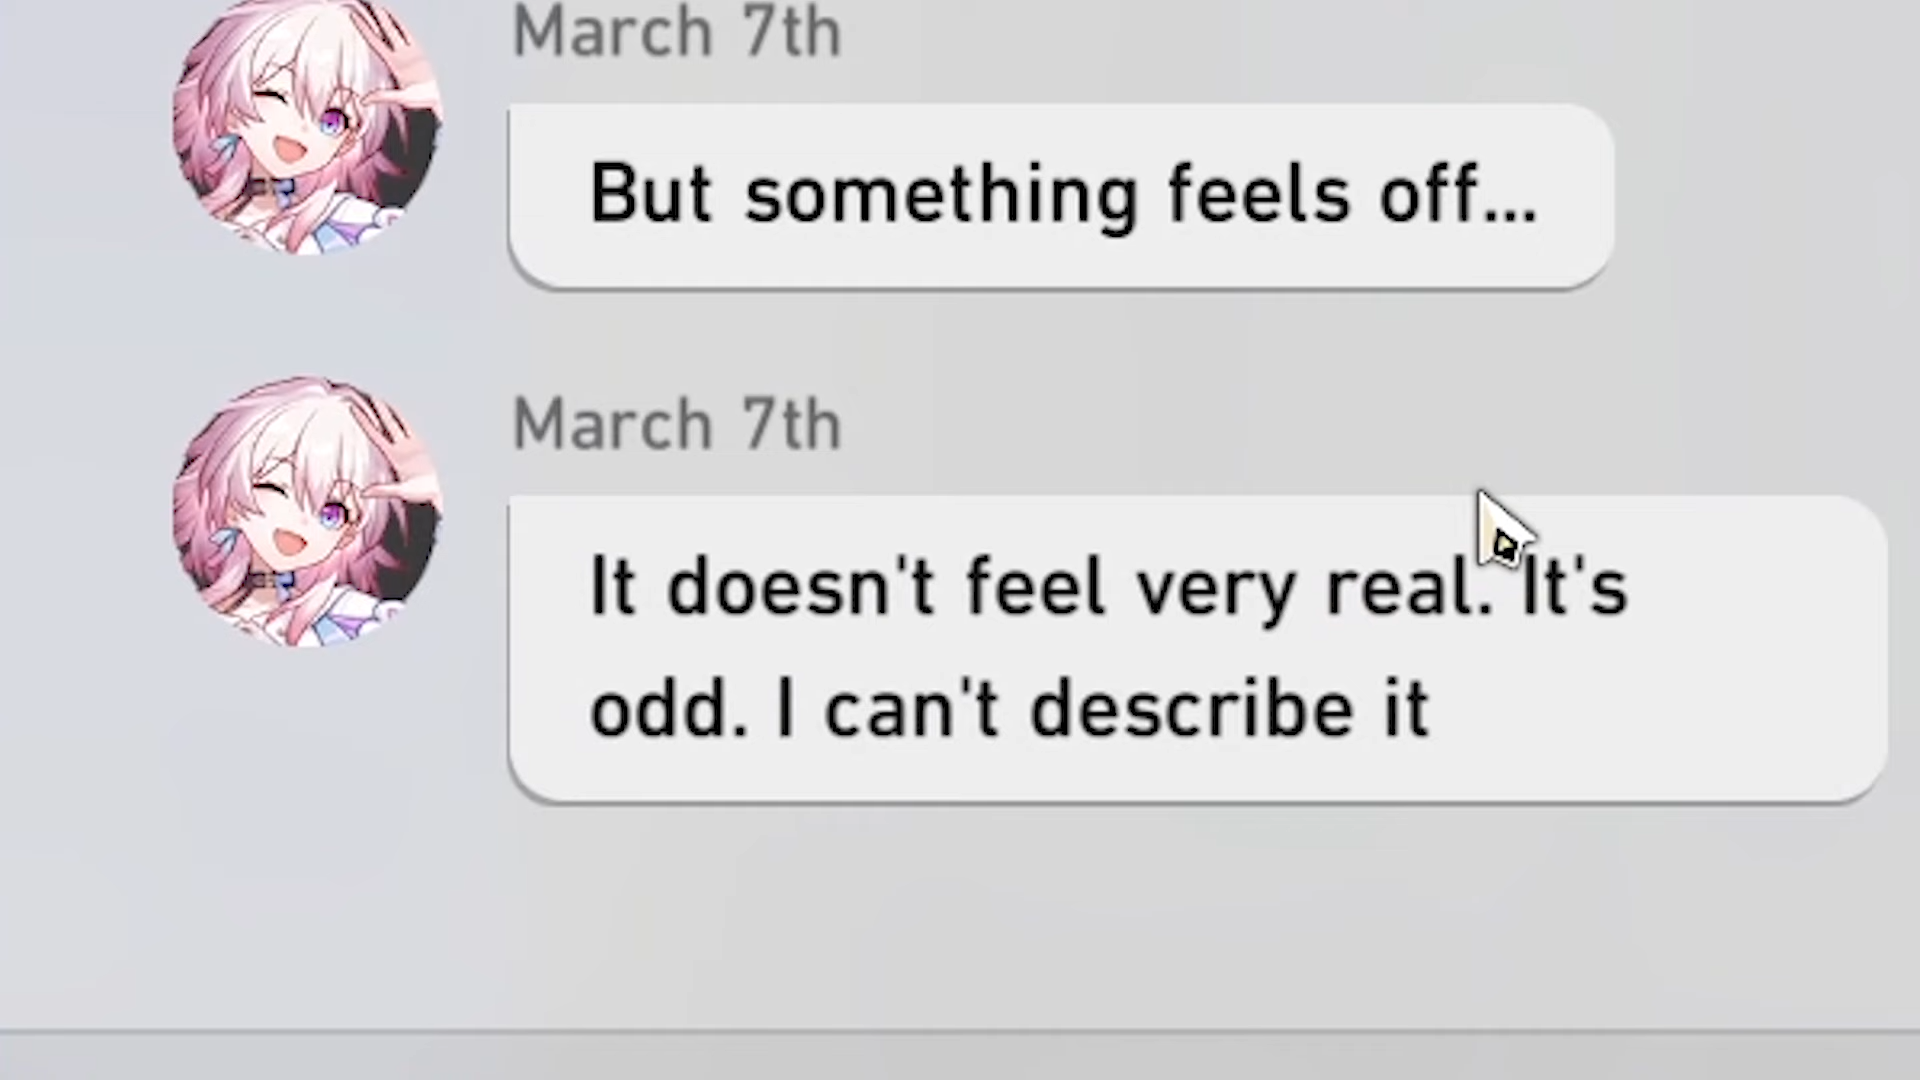 March 7th
But something feels off...
March 7th
It doesn't feel very real. It's
odd. I can't describe it